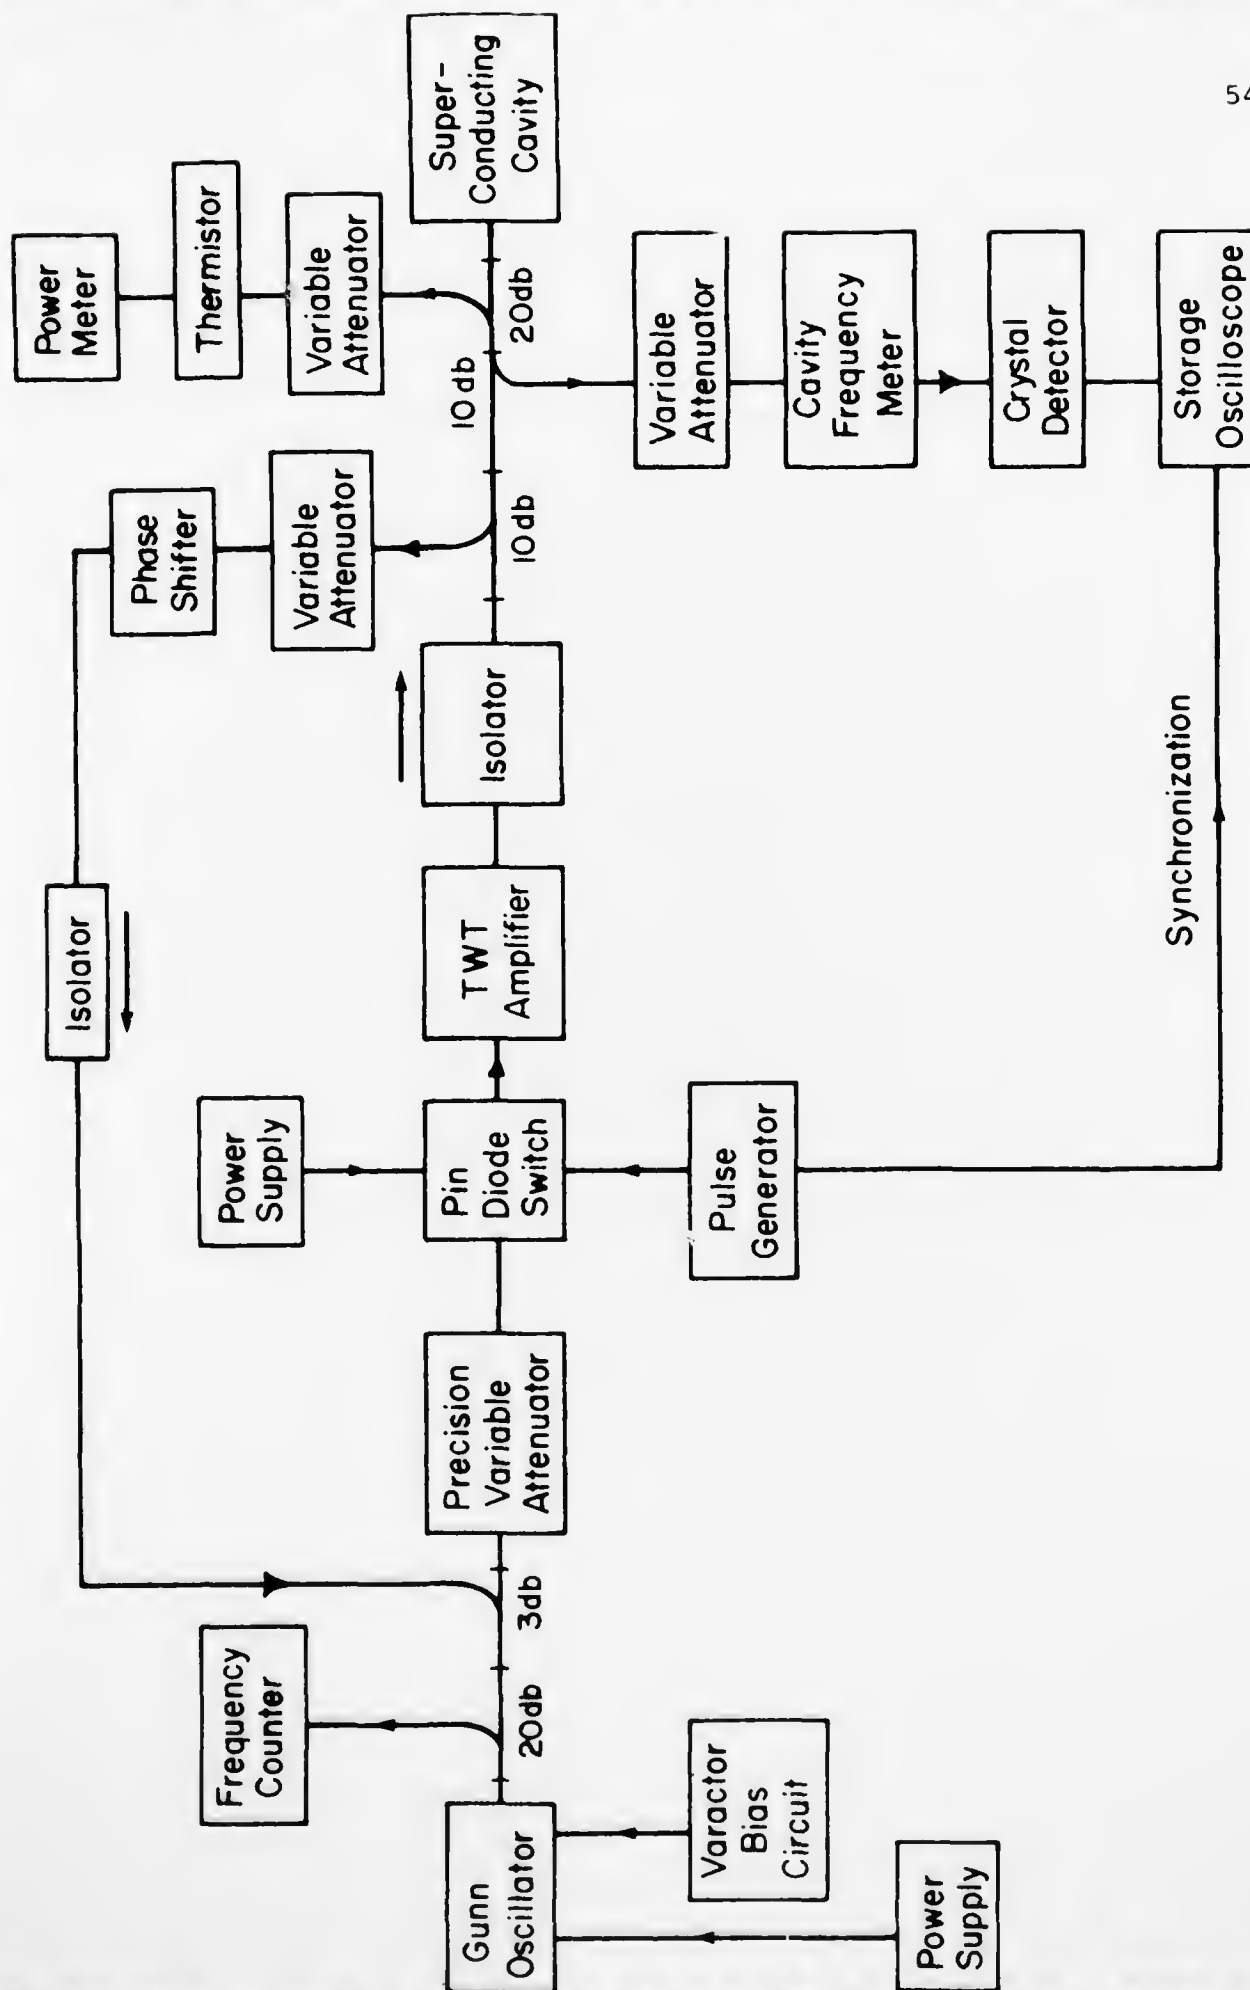 54
Power
Meter
Thermistor
Variable
Attenuator
Super-
Conducting
Cavity
Phase
Shifter
Variable
Attenuator
20db
10db
10db
Isolator
Isolator
TWT
Amplifier
Power
Supply
Pin
Diode
Switch
Pulse
Generator
Precision
Variable
Attenuator
3db
20db
Frequency
Counter
Gunn
Oscillator
Varactor
Bias
Circuit
Power
Supply
Variable
Attenuator
Cavity
Frequency
Meter
Crystal
Detector
Storage
Oscilloscope
Synchronization